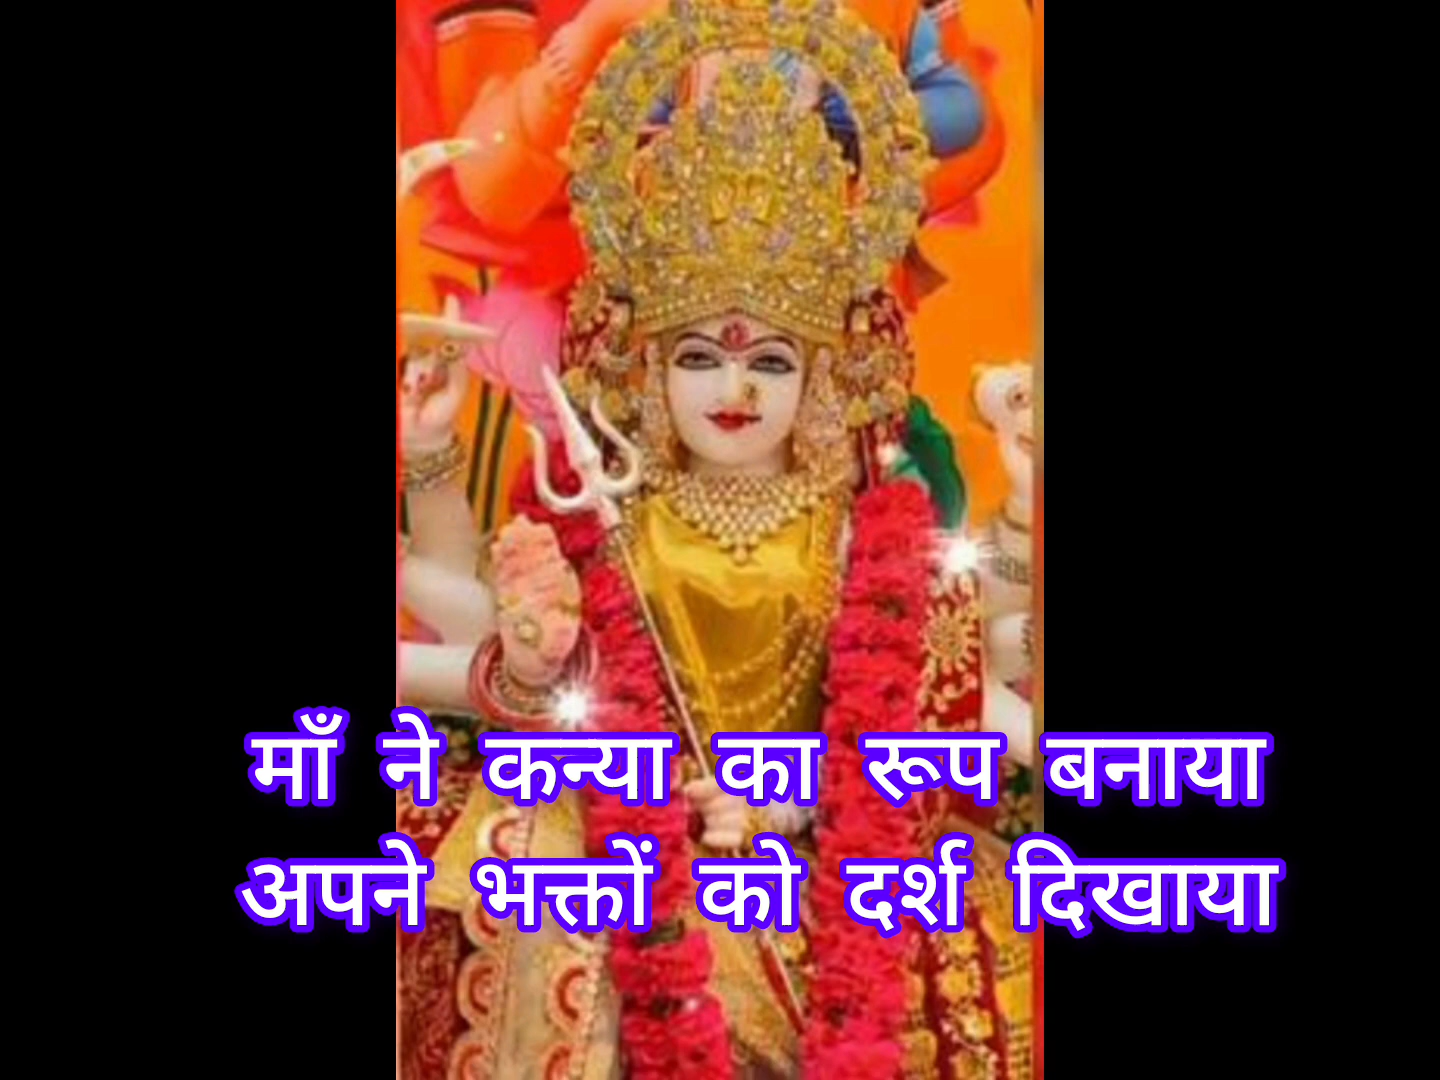 माँ ने कन्या का रूप बनाया
अपने भक्तों को दर्श दिखाया